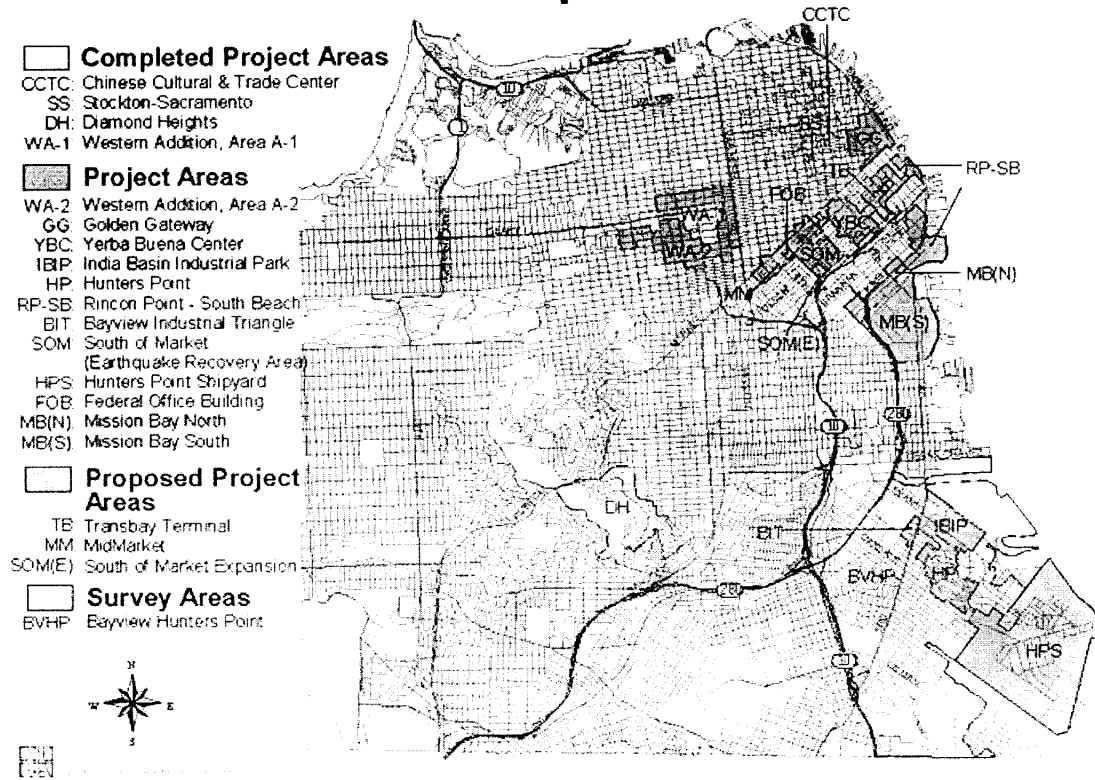 Completed Project Areas
CCTC: Chinese Cultural & Trade Center
SS: Stockton-Sacramento
DH: Diamond Heights
WA-1 Western Addition, Area A-1
Project Areas
WA-2 Western Addition, Area A-2
GG: Golden Gateway
YBC: Yerba Buena Center
IBIP: India Basin Industrial Park
HP: Hunters Point
RP-SB: Rincon Point - South Beach
BIT: Bayview Industrial Triangle
SOM: South of Market
(Earthquake Recovery Area)
HPS: Hunters Point Shipyard
FOB: Federal Office Building
MB(N): Mission Bay North
MB(S): Mission Bay South
Proposed Project
Areas
TB: Transbay Terminal
MM: MidMarket
SOM(E) South of Market Expansion
Survey Areas
BVHP Bayview Hunters Point
N
W E
S
CCTC
GG
RP-SB
TB
FOB
YBC
WA-2
SOM
MB(N)
MB(S)
SOM(E)
280
DH
BIT
IBIP
HP
BVHP
280
HPS